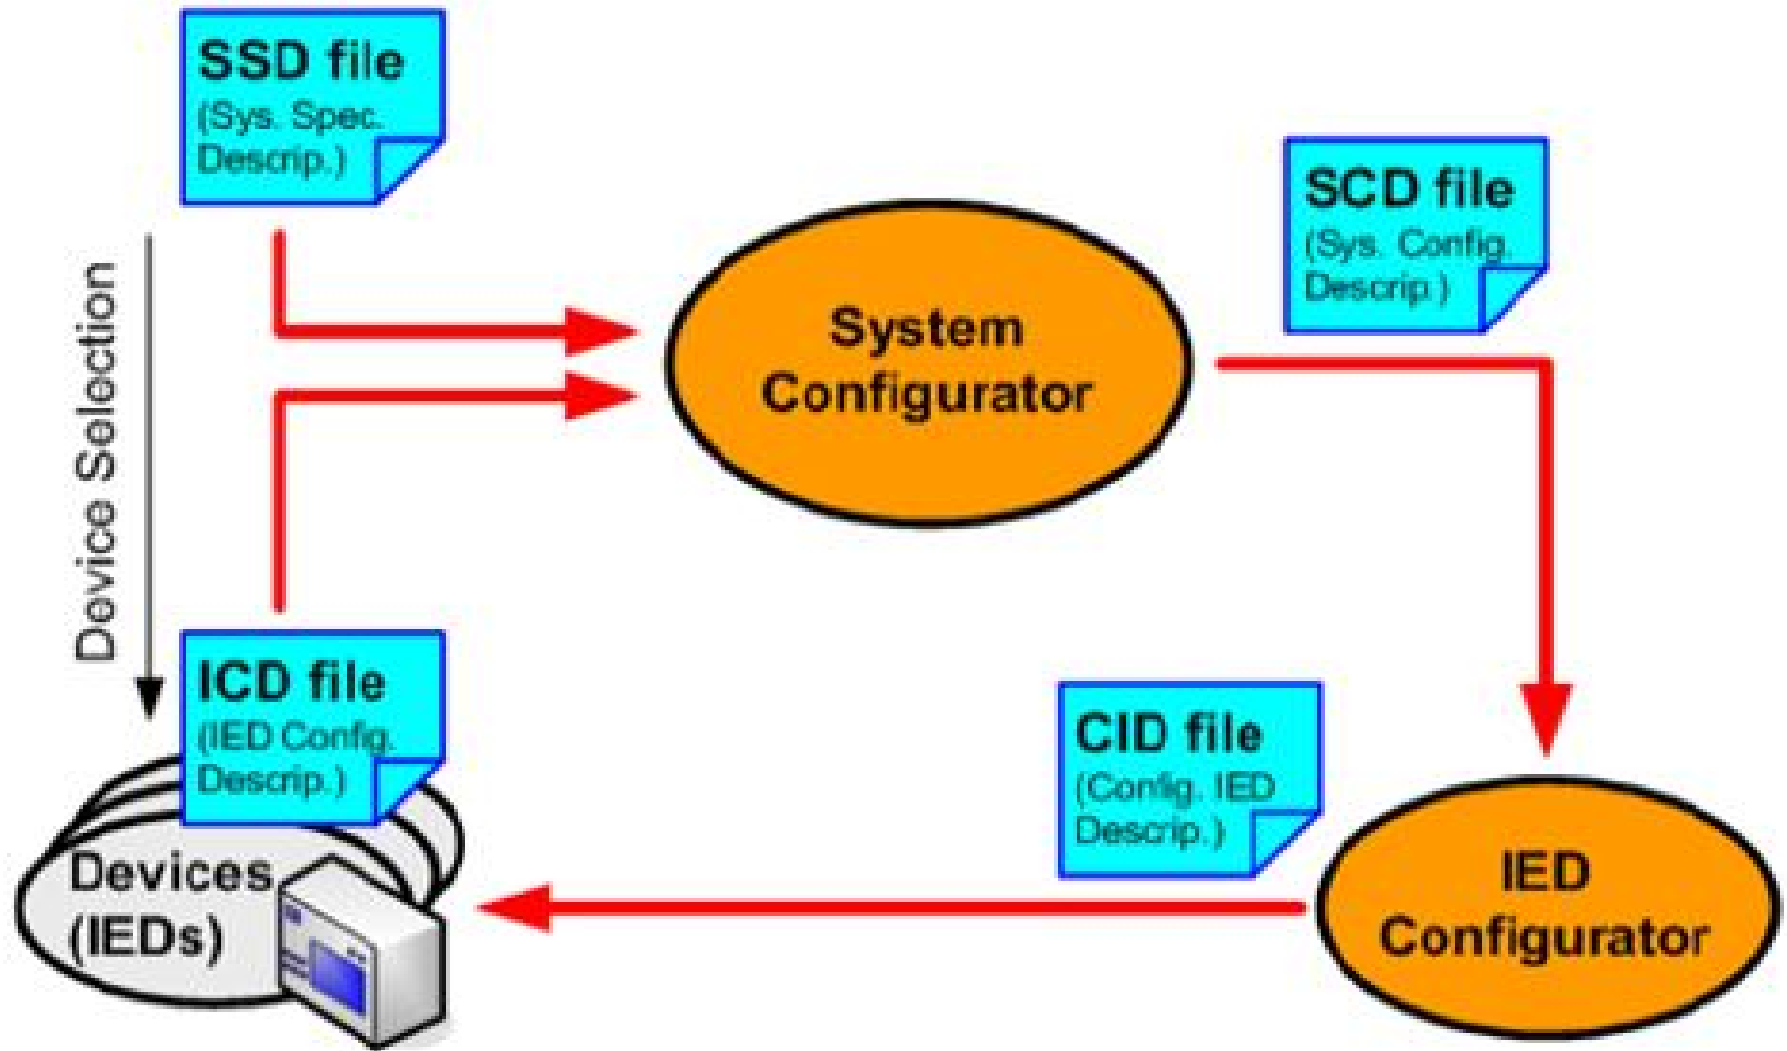 SSD file
(Sys. Spec.
Descrip.)
SCD file
(Sys. Config.
Descrip.)
System
Configurator
Device Selection
ICD file
(IED Config.
Descrip.)
CID file
(Config. IED
Descrip.)
Devices
(IEDs)
IED
Configurator